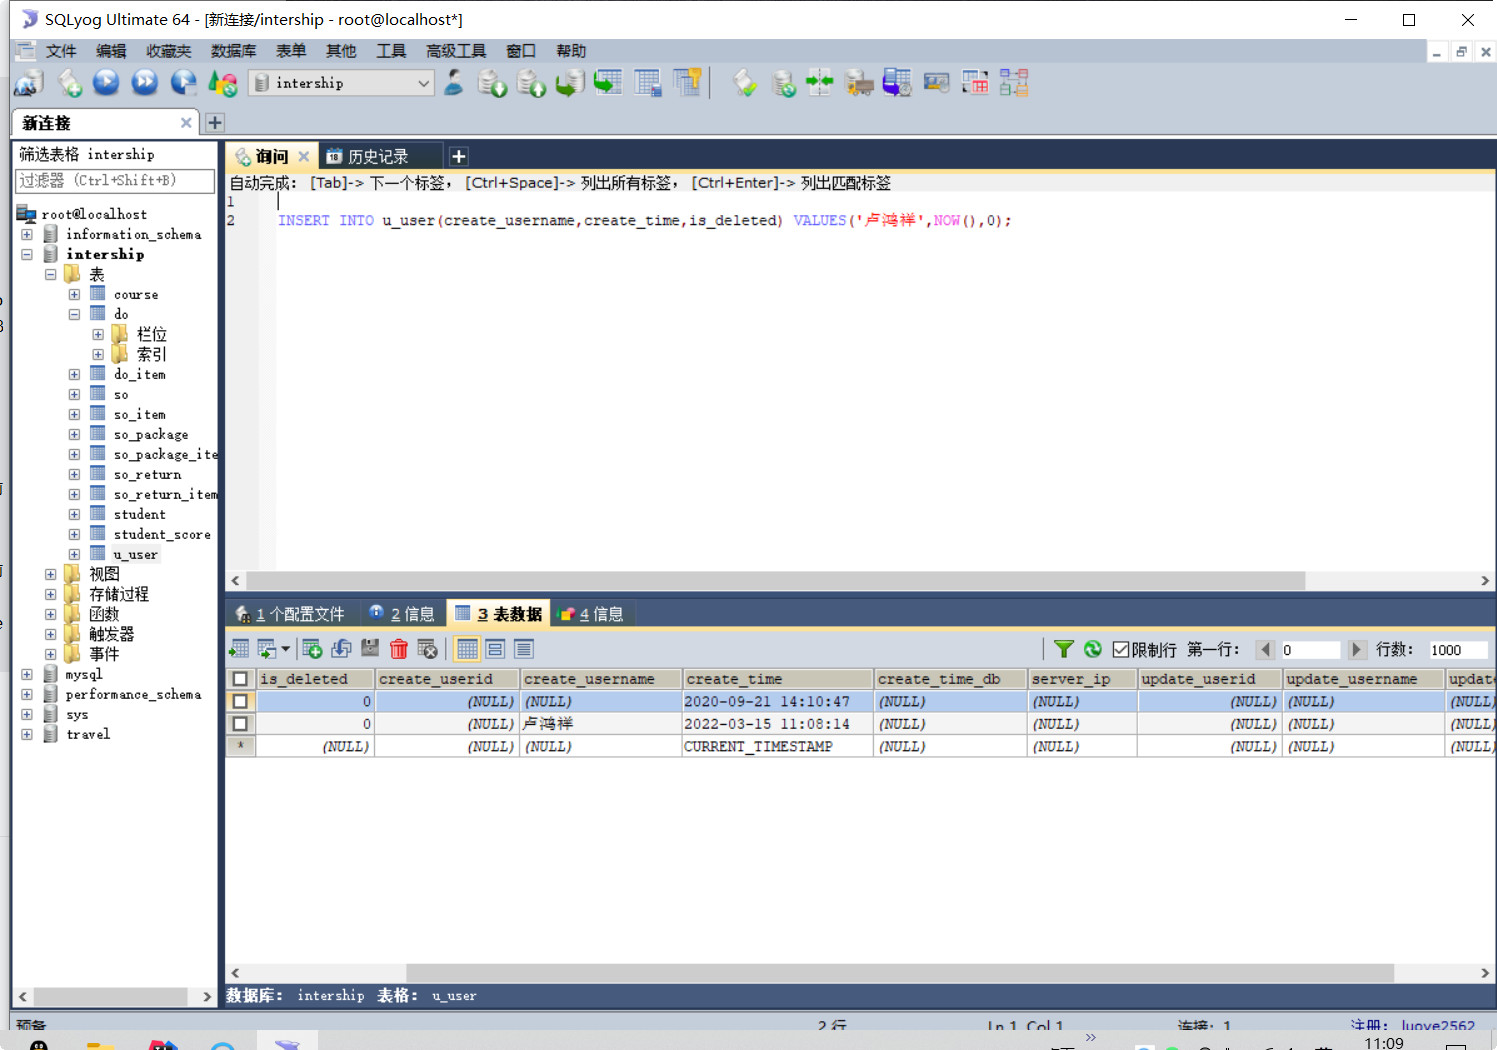 SQLyog Ultimate 64 - [新连接/intership - root@localhost*]
文件 编辑 收藏夹 数据库 表单 其他 工具 高级工具 窗口 帮助
intership
新连接
筛选表格 intership
过滤器 (Ctrl+Shift+B)
root@localhost
information_schema
intership
表
course
do
栏位
索引
do_item
so
so_item
so_package
so_package_ite
so_return
so_return_item
student
student_score
u_user
视图
存储过程
函数
触发器
事件
mysql
performance_schema
sys
travel
询问 18 历史记录
自动完成： [Tab]-> 下一个标签， [Ctrl+Space]-> 列出所有标签， [Ctrl+Enter]-> 列出匹配标签
1
2 INSERT INTO u_user(create_username,create_time,is_deleted) VALUES('卢鸿祥',NOW(),0);
1 个配置文件 2 信息 3 表数据 4 信息
限制行 第一行： 0 行数： 1000
is_deleted create_userid create_username create_time create_time_db server_ip update_userid update_username update
0 (NULL) (NULL) 2020-09-21 14:10:47 (NULL) (NULL) (NULL) (NULL) (NULL)
0 (NULL) 卢鸿祥 2022-03-15 11:08:14 (NULL) (NULL) (NULL) (NULL) (NULL)
* (NULL) (NULL) (NULL) CURRENT_TIMESTAMP (NULL) (NULL) (NULL) (NULL) (NULL)
数据库： intership 表格： u_user
预备 2 行 Ln 1, Col 1 连接： 1 注册： luoye2562
11:09